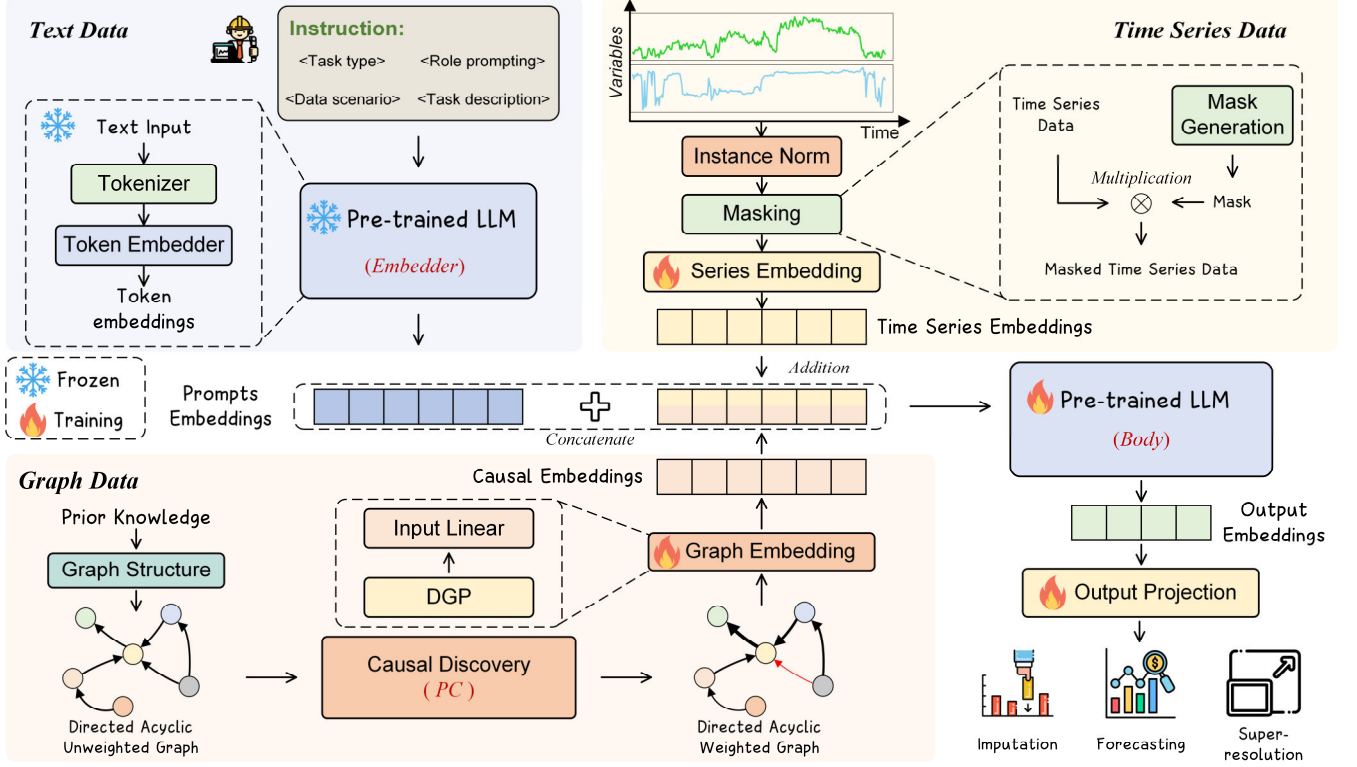 Text Data
Instruction:
<Task type> <Role prompting>
<Data scenario> <Task description>
Text Input
Tokenizer
Token Embedder
Token
embeddings
Pre-trained LLM
(Embedder)
Time Series Data
Variables
Time
Instance Norm
Masking
Series Embedding
Time Series Embeddings
Time Series
Data
Mask
Generation
Multiplication
Mask
Masked Time Series Data
Frozen
Training
Prompts
Embeddings
Addition
Concatenate
Pre-trained LLM
(Body)
Output
Embeddings
Output Projection
Imputation
Forecasting
Super-
resolution
Graph Data
Prior Knowledge
Graph Structure
Directed Acyclic
Unweighted Graph
Input Linear
DGP
Causal Discovery
( PC )
Causal Embeddings
Graph Embedding
Directed Acyclic
Weighted Graph